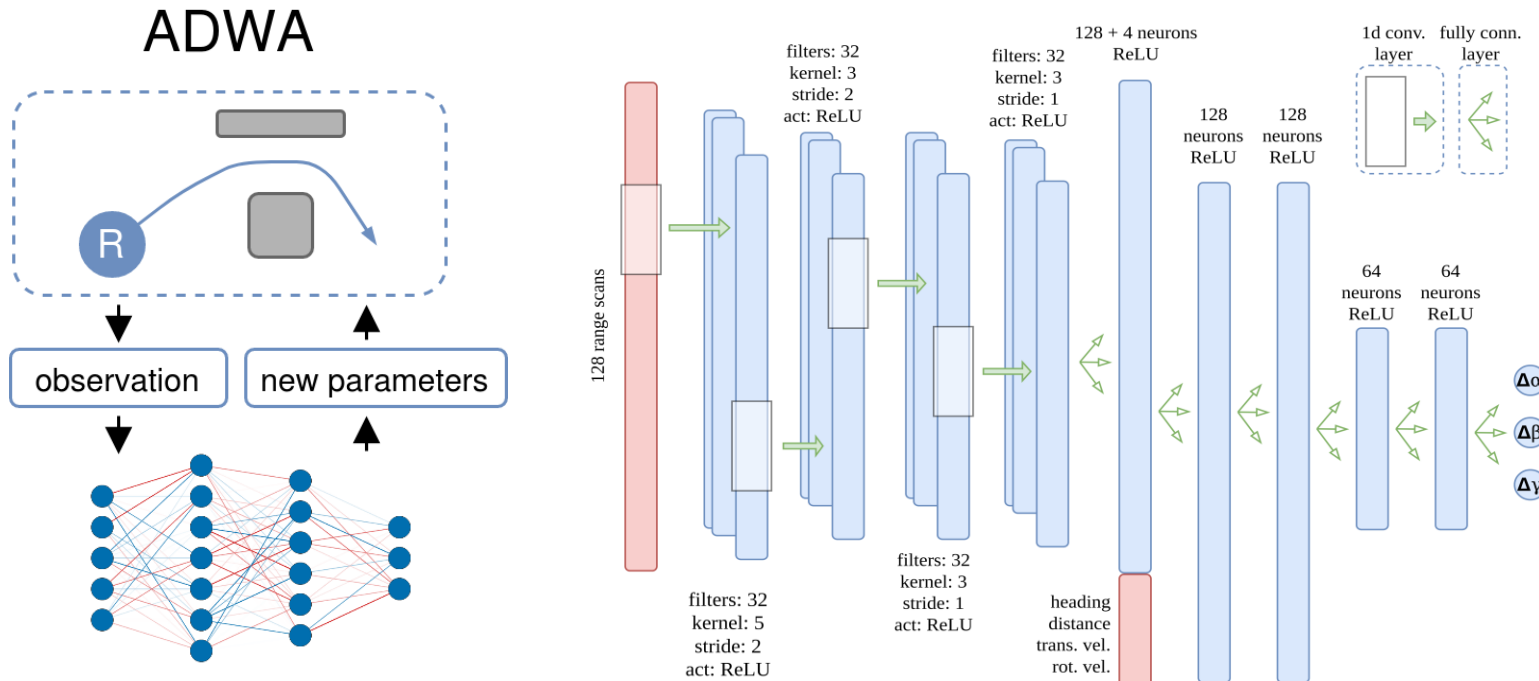 ADWA
R
observation
new parameters
128 range scans
filters: 32
kernel: 5
stride: 2
act: ReLU
filters: 32
kernel: 3
stride: 2
act: ReLU
filters: 32
kernel: 3
stride: 1
act: ReLU
filters: 32
kernel: 3
stride: 1
act: ReLU
128 + 4 neurons
ReLU
heading
distance
trans. vel.
rot. vel.
128
neurons
ReLU
128
neurons
ReLU
1d conv.
layer
fully conn.
layer
64
neurons
ReLU
64
neurons
ReLU
Δα
Δβ
Δγ